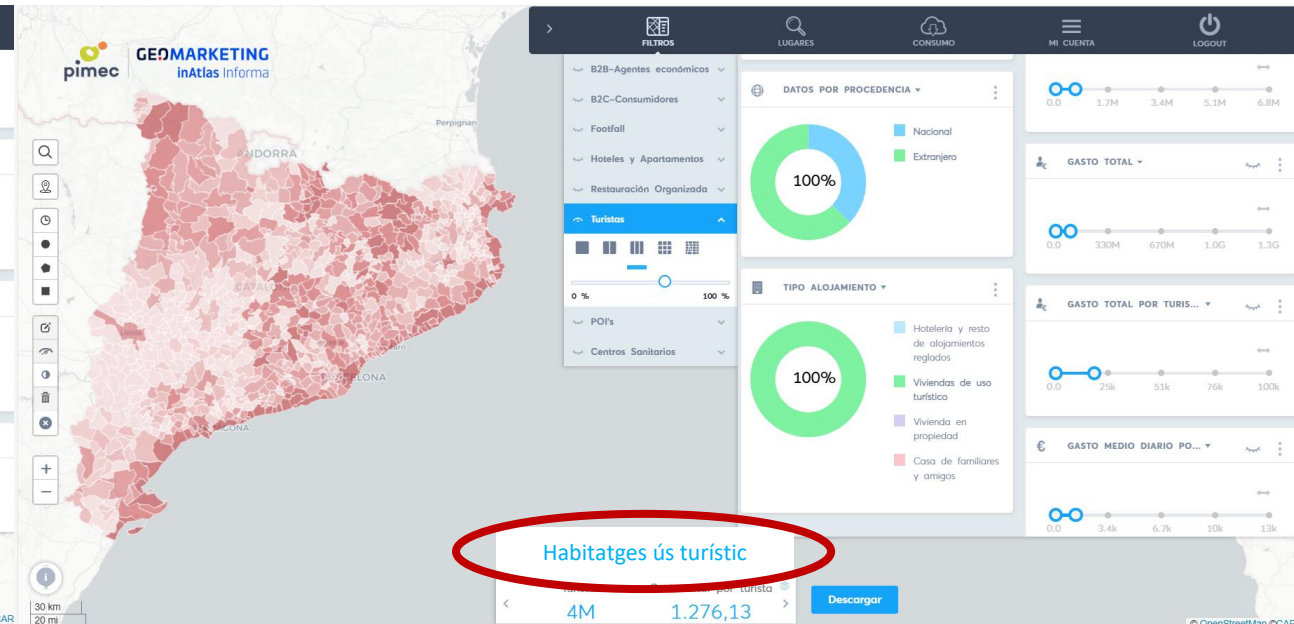 FILTROS
LUGARES
CONSUMO
MI CUENTA
LOGOUT
pimec
GEOMARKETING
inAtlas Informa
Perpignan
ANDORRA
TARRAGONA
30 km
20 mi
CAR
B2B-Agentes económicos
B2C-Consumidores
Footfall
Hoteles y Apartamentos
Restauración Organizada
Turistas
0 %
100 %
POI's
Centros Sanitarios
DATOS POR PROCEDENCIA
100%
Nacional
Extranjero
TIPO ALOJAMIENTO
100%
Hotelería y resto
de alojamientos
reglados
Viviendas de uso
turístico
Vivienda en
propiedad
Casa de familiares
y amigos
0.0 1.7M 3.4M 5.1M 6.8M
GASTO TOTAL
0.0 330M 670M 1.0G 1.3G
GASTO TOTAL POR TURIS...
0.0 25k 51k 76k 100k
GASTO MEDIO DIARIO PO...
0.0 3.4k 6.7k 10k 13k
Habitatges ús turístic
por turista
4M
1.276,13
Descargar
© OpenStreetMap ©CAR